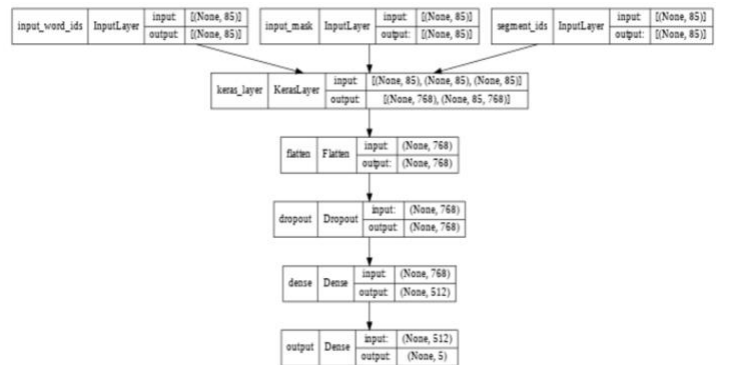 input_word_ids InputLayer input: [(None, 85)]
output: [(None, 85)]
input_mask InputLayer input: [(None, 85)]
output: [(None, 85)]
segment_ids InputLayer input: [(None, 85)]
output: [(None, 85)]
keras_layer KerasLayer input: [(None, 85), (None, 85), (None, 85)]
output: [(None, 768), (None, 85, 768)]
flatten Flatten input: (None, 768)
output: (None, 768)
dropout Dropout input: (None, 768)
output: (None, 768)
dense Dense input: (None, 768)
output: (None, 512)
output Dense input: (None, 512)
output: (None, 5)